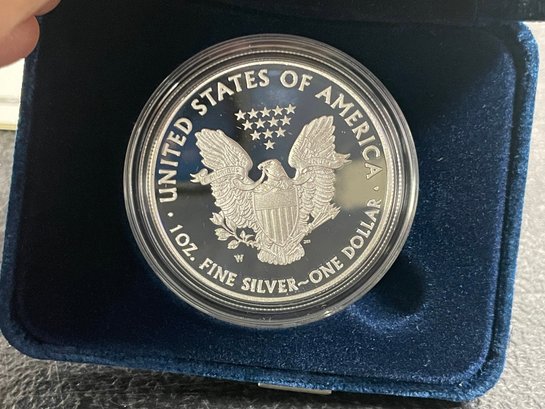 UNITED STATES OF AMERICA
W
· 1 OZ. FINE SILVER~ONE DOLLAR ·